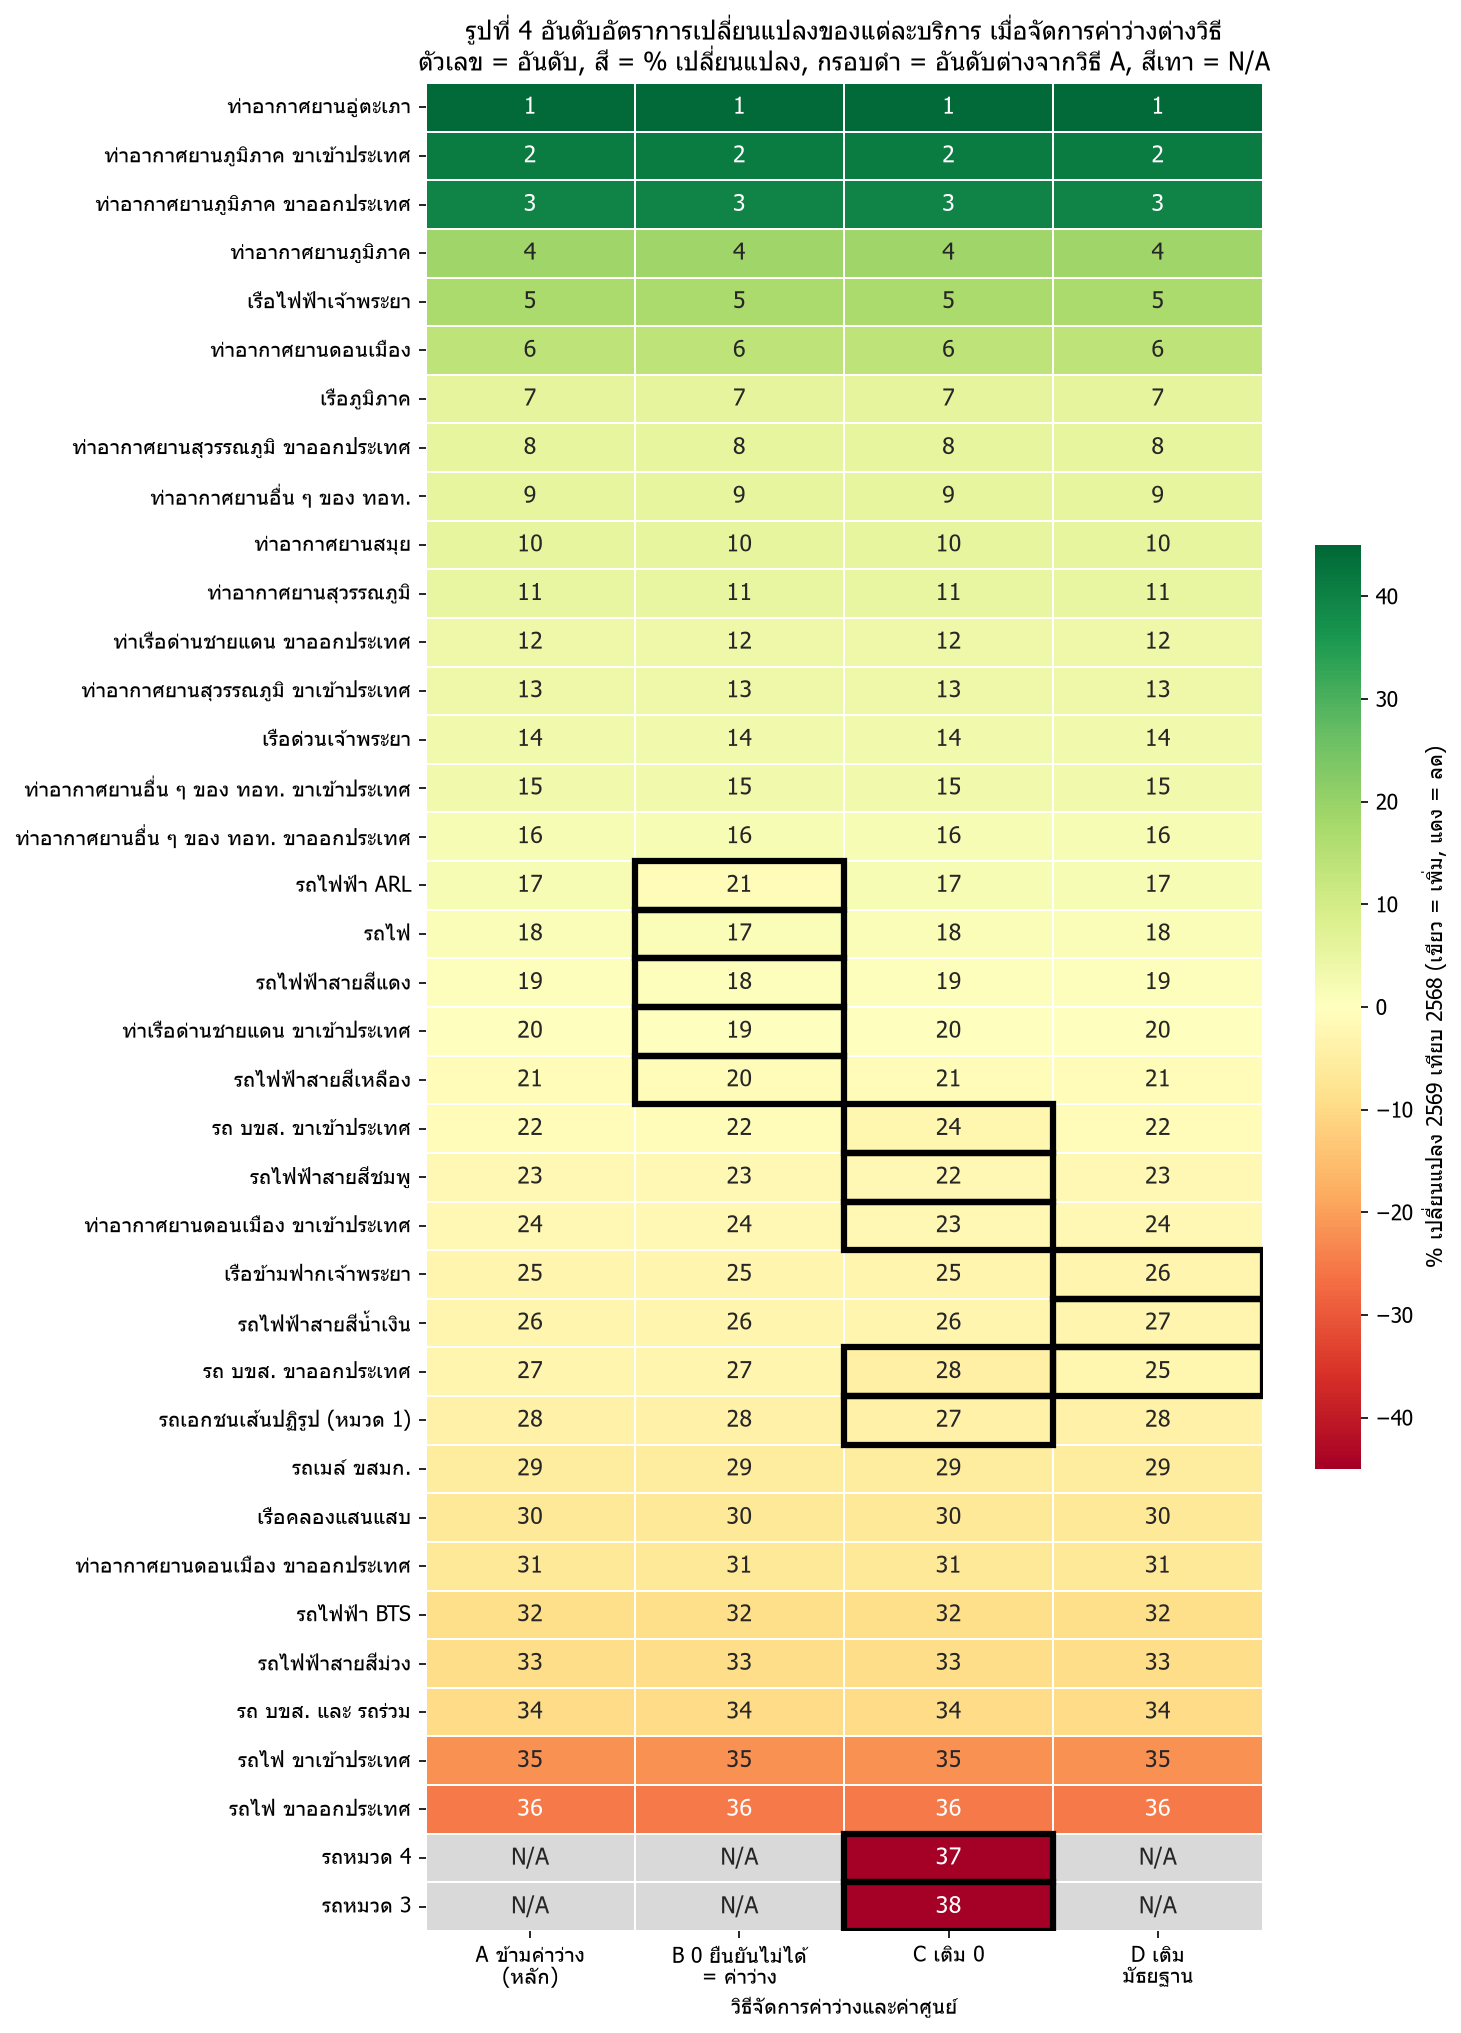 รูปที่ 4 อันดับอัตราการเปลี่ยนแปลงของแต่ละบริการ เมื่อจัดการค่าว่างต่างวิธี
ตัวเลข = อันดับ, สี = % เปลี่ยนแปลง, กรอบดำ = อันดับต่างจากวิธี A, สีเทา = N/A
ท่าอากาศยานอู่ตะเภา 1 1 1 1
ท่าอากาศยานภูมิภาค ขาเข้าประเทศ 2 2 2 2
ท่าอากาศยานภูมิภาค ขาออกประเทศ 3 3 3 3
ท่าอากาศยานภูมิภาค 4 4 4 4
เรือไฟฟ้าเจ้าพระยา 5 5 5 5
ท่าอากาศยานดอนเมือง 6 6 6 6
เรือภูมิภาค 7 7 7 7
ท่าอากาศยานสุวรรณภูมิ ขาออกประเทศ 8 8 8 8
ท่าอากาศยานอื่น ๆ ของ ทอท. 9 9 9 9
ท่าอากาศยานสมุย 10 10 10 10
ท่าอากาศยานสุวรรณภูมิ 11 11 11 11
ท่าเรือด่านชายแดน ขาออกประเทศ 12 12 12 12
ท่าอากาศยานสุวรรณภูมิ ขาเข้าประเทศ 13 13 13 13
เรือด่วนเจ้าพระยา 14 14 14 14
ท่าอากาศยานอื่น ๆ ของ ทอท. ขาเข้าประเทศ 15 15 15 15
ท่าอากาศยานอื่น ๆ ของ ทอท. ขาออกประเทศ 16 16 16 16
รถไฟฟ้า ARL 17 21 17 17
รถไฟ 18 17 18 18
รถไฟฟ้าสายสีแดง 19 18 19 19
ท่าเรือด่านชายแดน ขาเข้าประเทศ 20 19 20 20
รถไฟฟ้าสายสีเหลือง 21 20 21 21
รถ บขส. ขาเข้าประเทศ 22 22 24 22
รถไฟฟ้าสายสีชมพู 23 23 22 23
ท่าอากาศยานดอนเมือง ขาเข้าประเทศ 24 24 23 24
เรือข้ามฟากเจ้าพระยา 25 25 25 26
รถไฟฟ้าสายสีน้ำเงิน 26 26 26 27
รถ บขส. ขาออกประเทศ 27 27 28 25
รถเอกชนเส้นปฏิรูป (หมวด 1) 28 28 27 28
รถเมล์ ขสมก. 29 29 29 29
เรือคลองแสนแสบ 30 30 30 30
ท่าอากาศยานดอนเมือง ขาออกประเทศ 31 31 31 31
รถไฟฟ้า BTS 32 32 32 32
รถไฟฟ้าสายสีม่วง 33 33 33 33
รถ บขส. และ รถร่วม 34 34 34 34
รถไฟ ขาเข้าประเทศ 35 35 35 35
รถไฟ ขาออกประเทศ 36 36 36 36
รถหมวด 4 N/A N/A 37 N/A
รถหมวด 3 N/A N/A 38 N/A
A ข้ามค่าว่าง
(หลัก)
B 0 ยืนยันไม่ได้
= ค่าว่าง
C เติม 0
D เติม
มัธยฐาน
วิธีจัดการค่าว่างและค่าศูนย์
40
30
20
10
0
−10
−20
−30
−40
% เปลี่ยนแปลง 2569 เทียบ 2568 (เขียว = เพิ่ม, แดง = ลด)